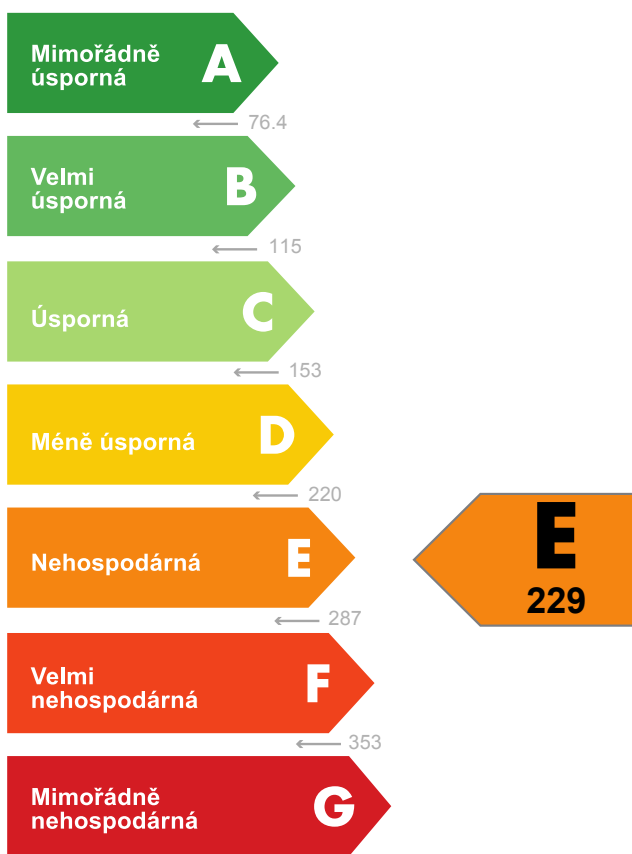 Mimořádně
úsporná
A
← 76.4
Velmi
úsporná
B
← 115
Úsporná
C
← 153
Méně úsporná
D
← 220
Nehospodárná
E
E
229
← 287
Velmi
nehospodárná
F
← 353
Mimořádně
nehospodárná
G